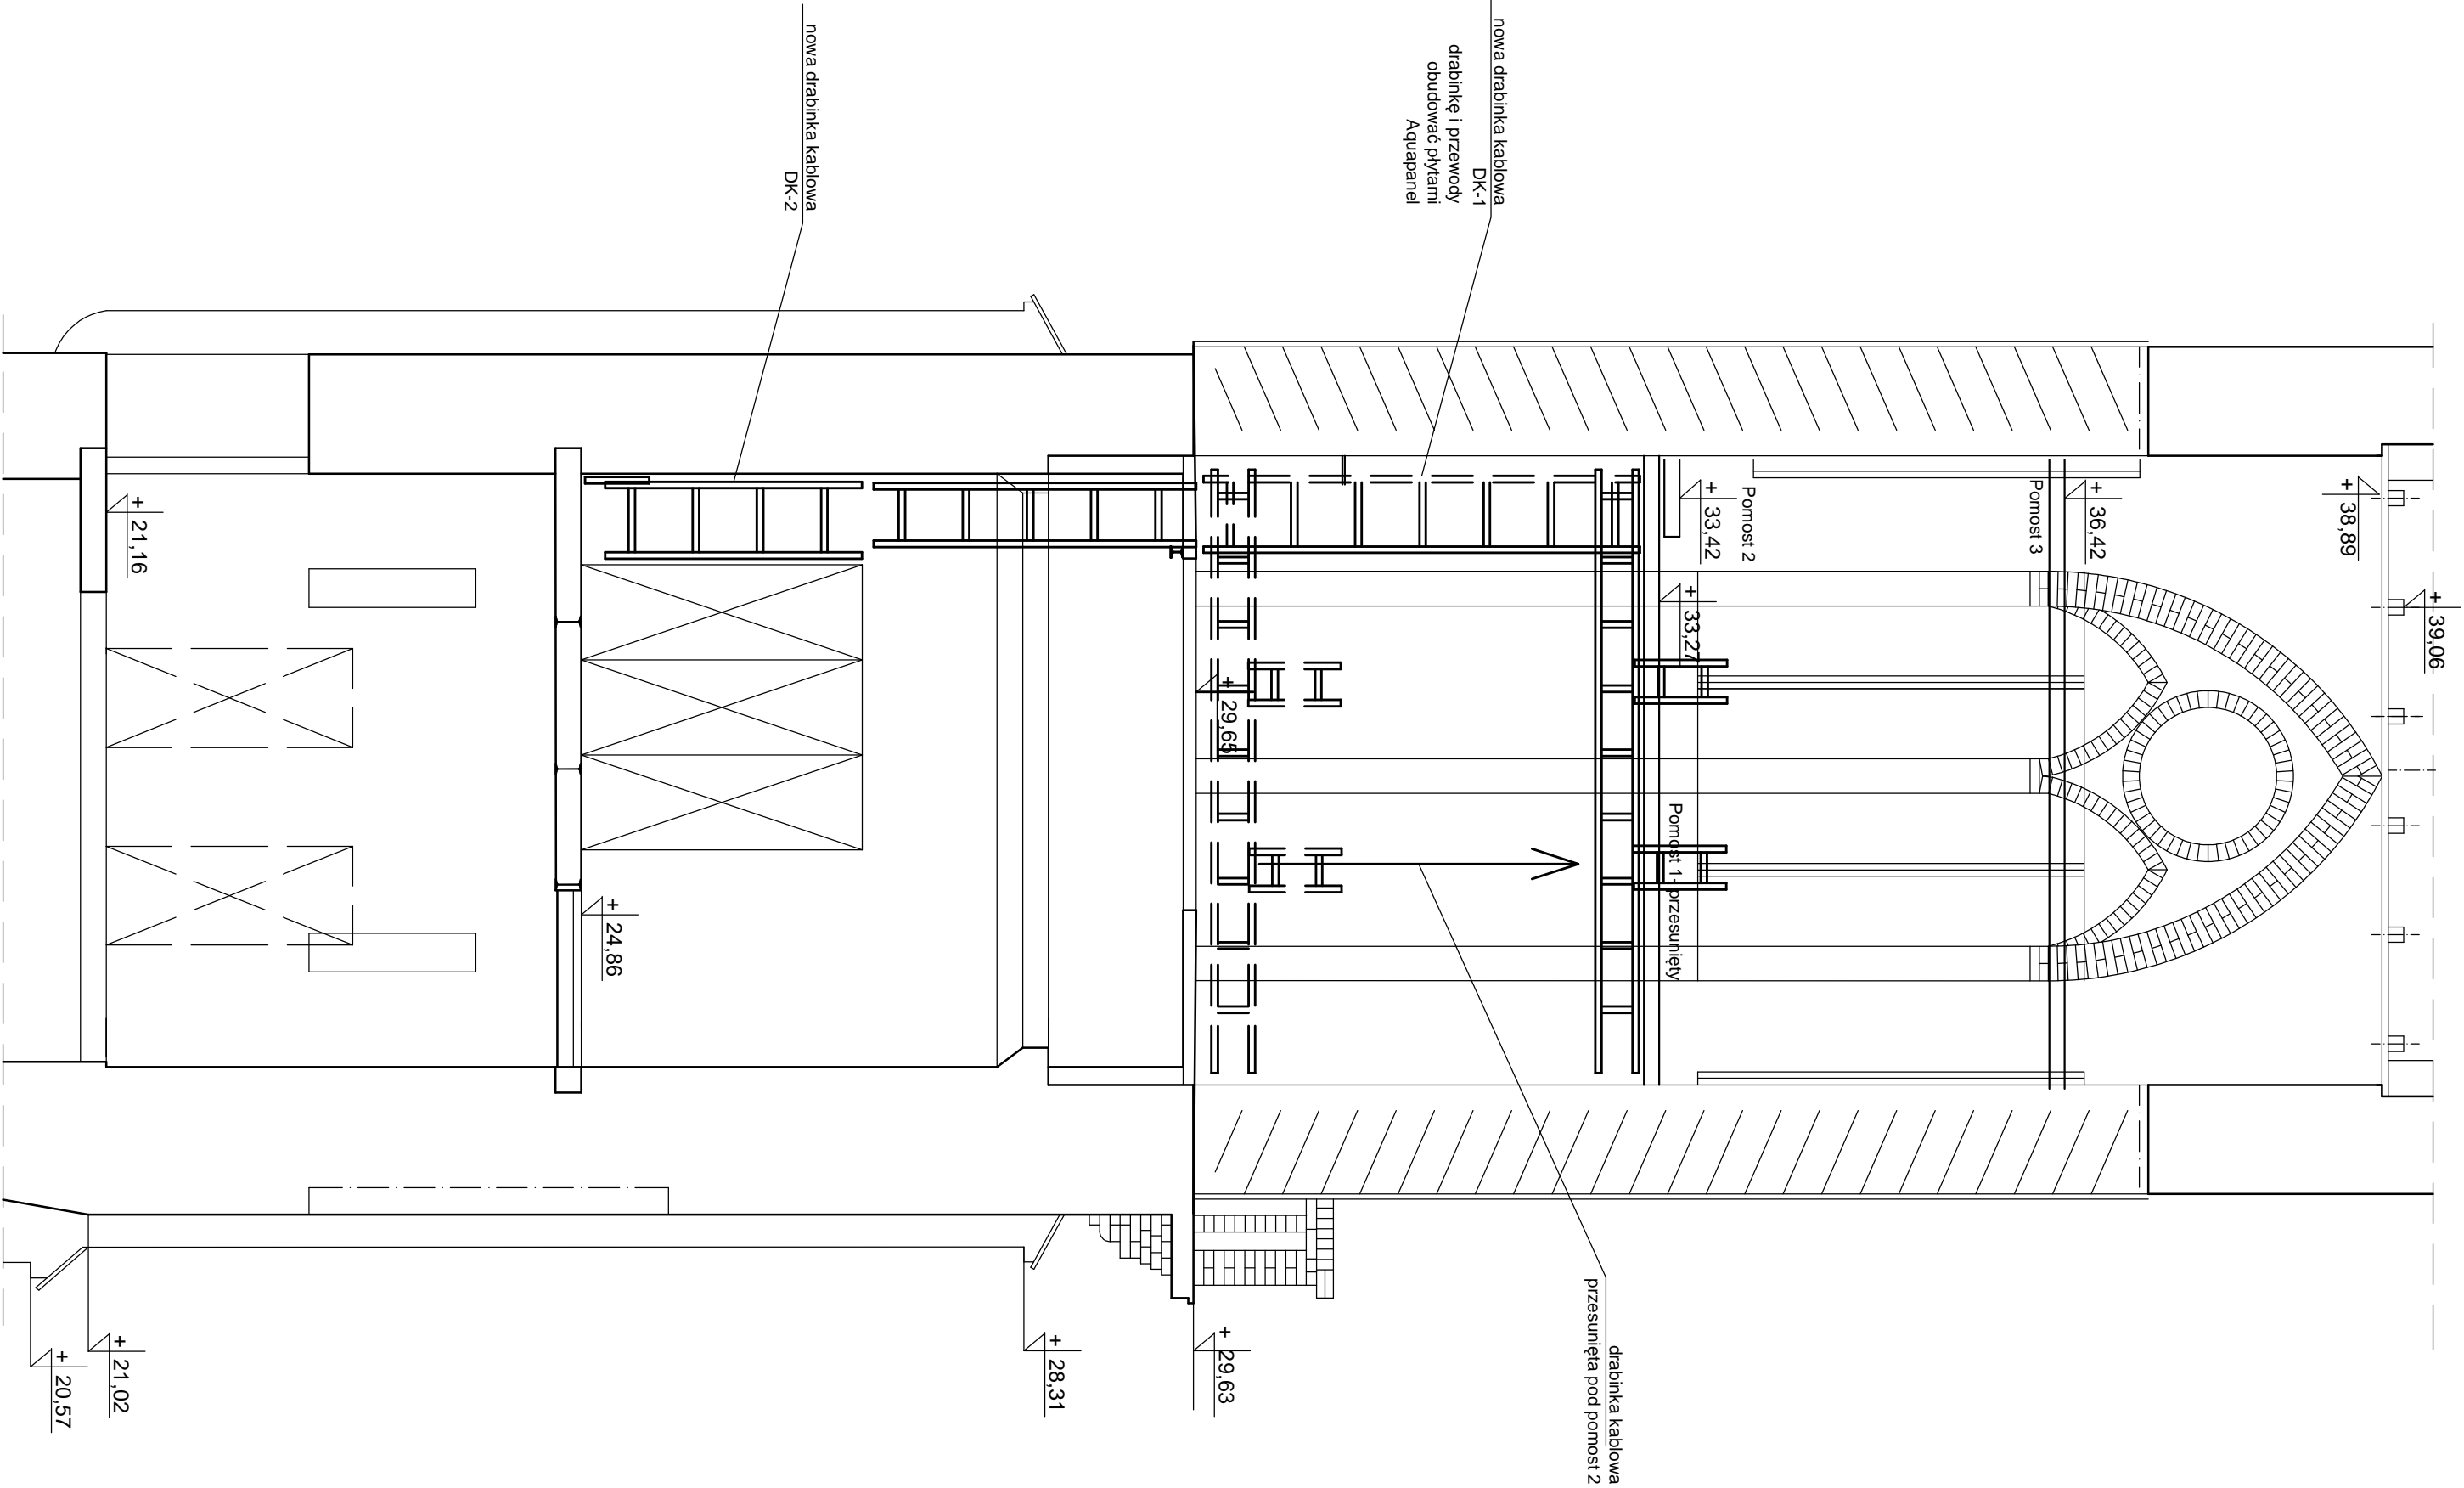 + 39,06
+ 38,89
+ 36,42
Pomost 3
Pomost 2
+ 33,42
+ 33,27
Pomost 1- przesunięty
nowa drabinka kablowa
DK-1
drabinkę i przewody
obudować płytami
Aquapanel
drabinka kablowa
przesunięta pod pomost 2
+ 29,65
+ 29,63
+ 28,31
nowa drabinka kablowa
DK-2
+ 24,86
+ 21,16
+ 21,02
+ 20,57